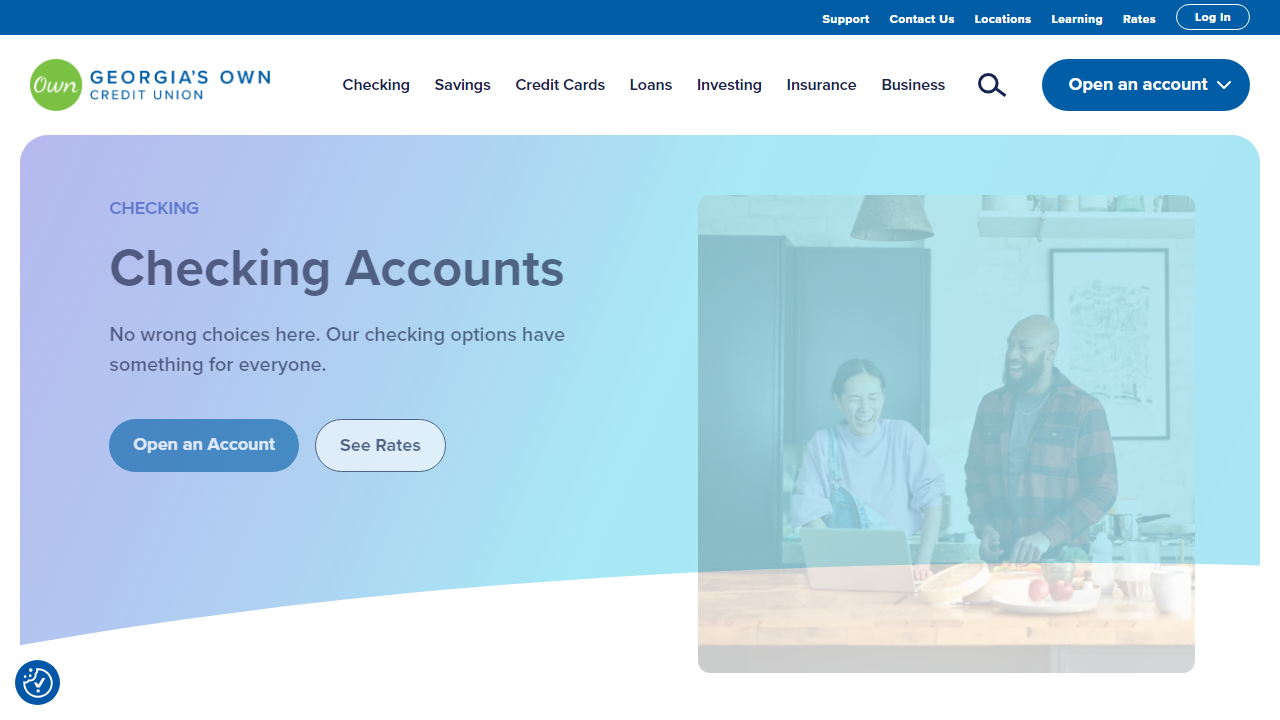 Support Contact Us Locations Learning Rates Log In
Own GEORGIA'S OWN
CREDIT UNION
Checking Savings Credit Cards Loans Investing Insurance Business Open an account
CHECKING
Checking Accounts
No wrong choices here. Our checking options have
something for everyone.
Open an Account See Rates